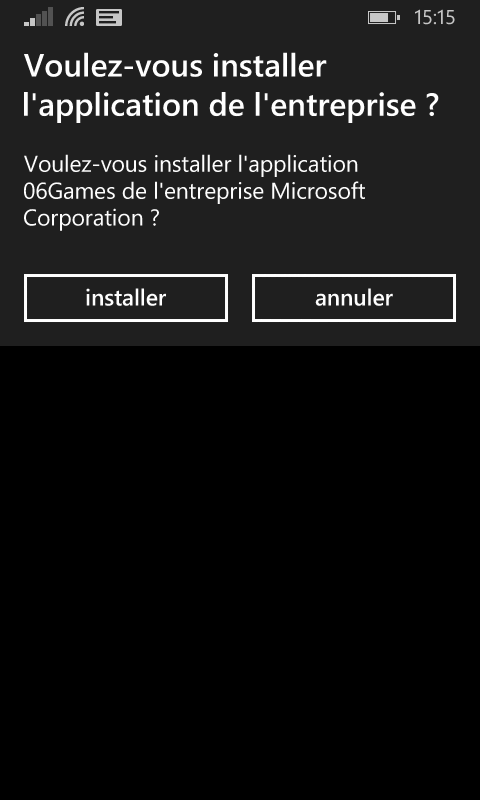 15:15
Voulez-vous installer
l'application de l'entreprise ?
Voulez-vous installer l'application
06Games de l'entreprise Microsoft
Corporation ?
installer
annuler